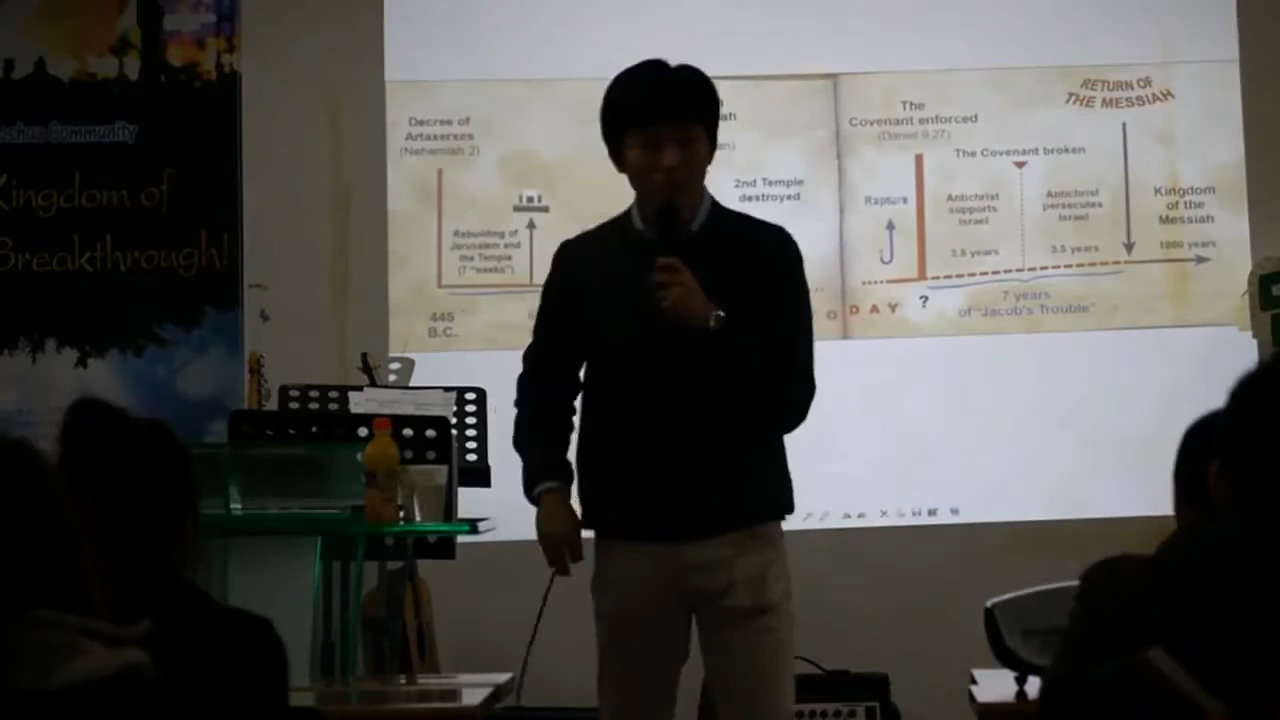 oshua Community
Kingdom of
Breakthrough!
Decree of
Artaxerxes
(Nehemiah 2)
Rebuilding of
Jerusalem and
the Temple
(7 "weeks")
445
B.C.
2nd Temple
destroyed
The
Covenant enforced
(Daniel 9:27)
RETURN OF
THE MESSIAH
The Covenant broken
Rapture
Antichrist
supports
Israel
3.5 years
Antichrist
persecutes
Israel
3.5 years
Kingdom
of the
Messiah
1000 years
O DAY ?
7 years
of "Jacob's Trouble"